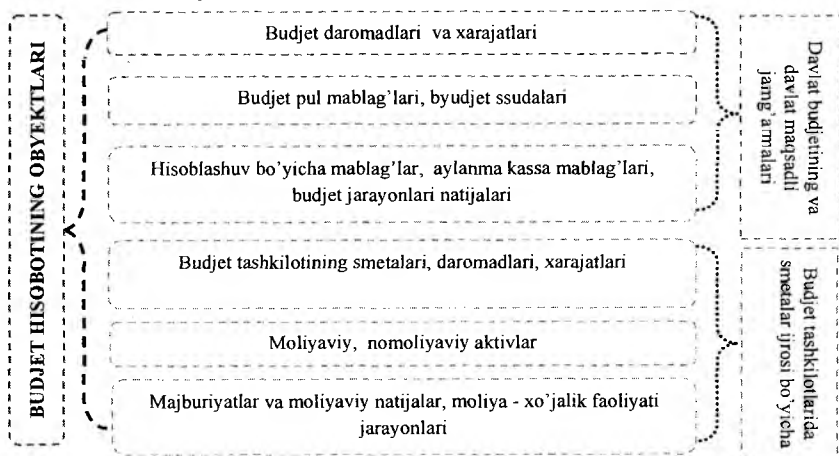 BUDJET HISOBOTINING OBYEKTLARI
Budjet daromadlari va xarajatlari
Budjet pul mablag'lari, byudjet ssudalari
Hisoblashuv bo'yicha mablag'lar, aylanma kassa mablag'lari,
budjet jarayonlari natijalari
Budjet tashkilotining smetalari, daromadlari, xarajatlari
Moliyaviy, nomoliyaviy aktivlar
Majburiyatlar va moliyaviy natijalar, moliya - xo'jalik faoliyati
jarayonlari
Davlat budjetining va
davlat maqsadli
jamg'armalari
Budjet tashkilotlarida
smetalar ijrosi bo'yicha